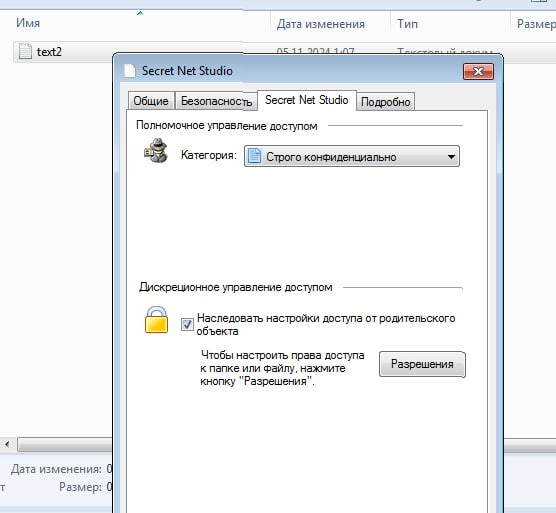 Имя Дата изменения Тип Размер
text2 05.11.2024 1:07 Текстовый докум
Secret Net Studio
Общие Безопасность Secret Net Studio Подробно
Полномочное управление доступом
Категория: Строго конфиденциально
Дискреционное управление доступом
Наследовать настройки доступа от родительского
объекта
Чтобы настроить права доступа
к папке или файлу, нажмите
кнопку "Разрешения".
Разрешения
Дата изменения: 0
т Размер: 0